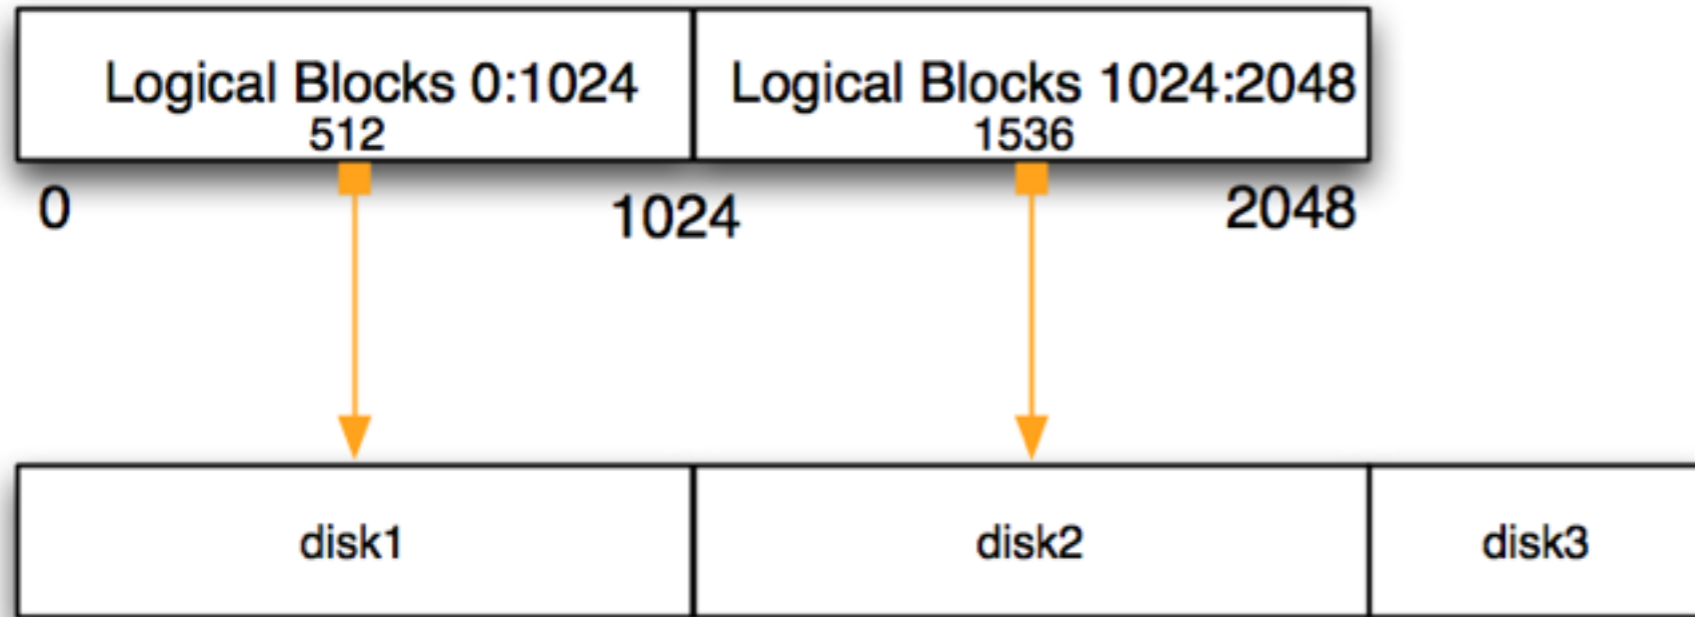 Logical Blocks 0:1024
512
Logical Blocks 1024:2048
1536
0
1024
2048
disk1
disk2
disk3